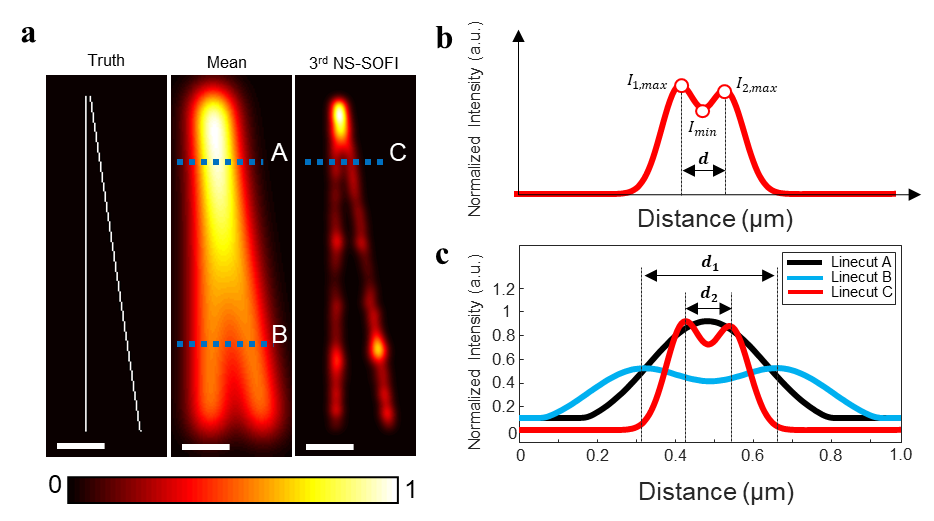 a
Truth
Mean
3rd NS-SOFI
A
C
B
0
1
b
Normalized Intensity (a.u.)
I1,max
I2,max
Imin
d
Distance (µm)
c
Normalized Intensity (a.u.)
1.2
1
0.8
0.6
0.4
0.2
0
d1
d2
Linecut A
Linecut B
Linecut C
0
0.2
0.4
0.6
0.8
1.0
Distance (µm)